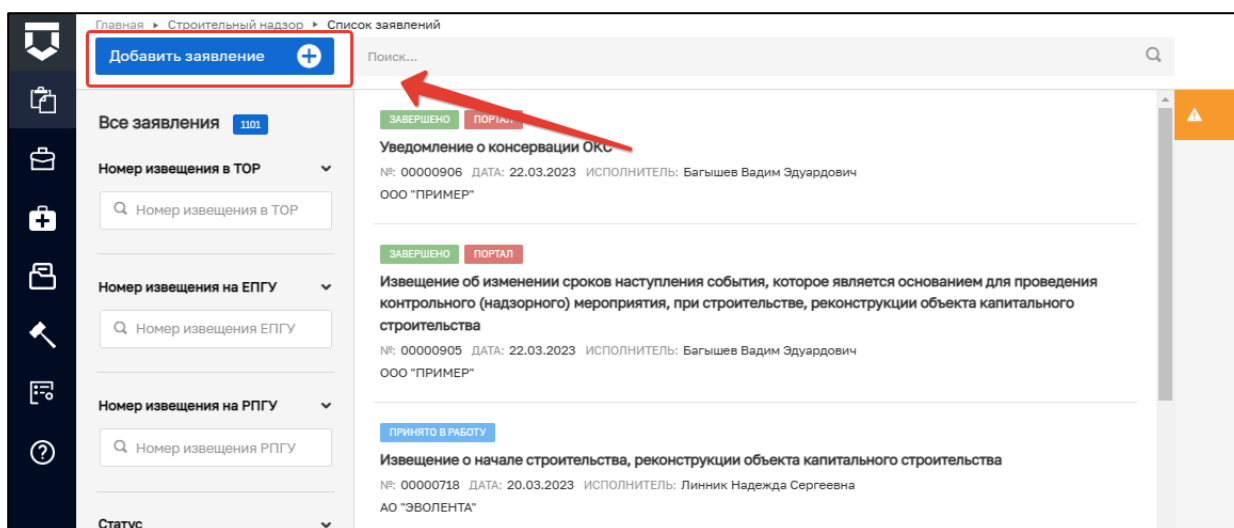 Главная ▸ Строительный надзор ▸ Список заявлений
Добавить заявление
Поиск...
Все заявления 1101
Номер извещения в ТОР
Номер извещения в ТОР
Номер извещения на ЕПГУ
Номер извещения ЕПГУ
Номер извещения на РПГУ
Номер извещения РПГУ
Статус
ЗАВЕРШЕНО ПОРТАЛ
Уведомление о консервации ОКС
№: 00000906 ДАТА: 22.03.2023 ИСПОЛНИТЕЛЬ: Багышев Вадим Эдуардович
ООО "ПРИМЕР"
ЗАВЕРШЕНО ПОРТАЛ
Извещение об изменении сроков наступления события, которое является основанием для проведения
контрольного (надзорного) мероприятия, при строительстве, реконструкции объекта капитального
строительства
№: 00000905 ДАТА: 22.03.2023 ИСПОЛНИТЕЛЬ: Багышев Вадим Эдуардович
ООО "ПРИМЕР"
ПРИНЯТО В РАБОТУ
Извещение о начале строительства, реконструкции объекта капитального строительства
№: 00000718 ДАТА: 20.03.2023 ИСПОЛНИТЕЛЬ: Линник Надежда Сергеевна
АО "ЭВОЛЕНТА"